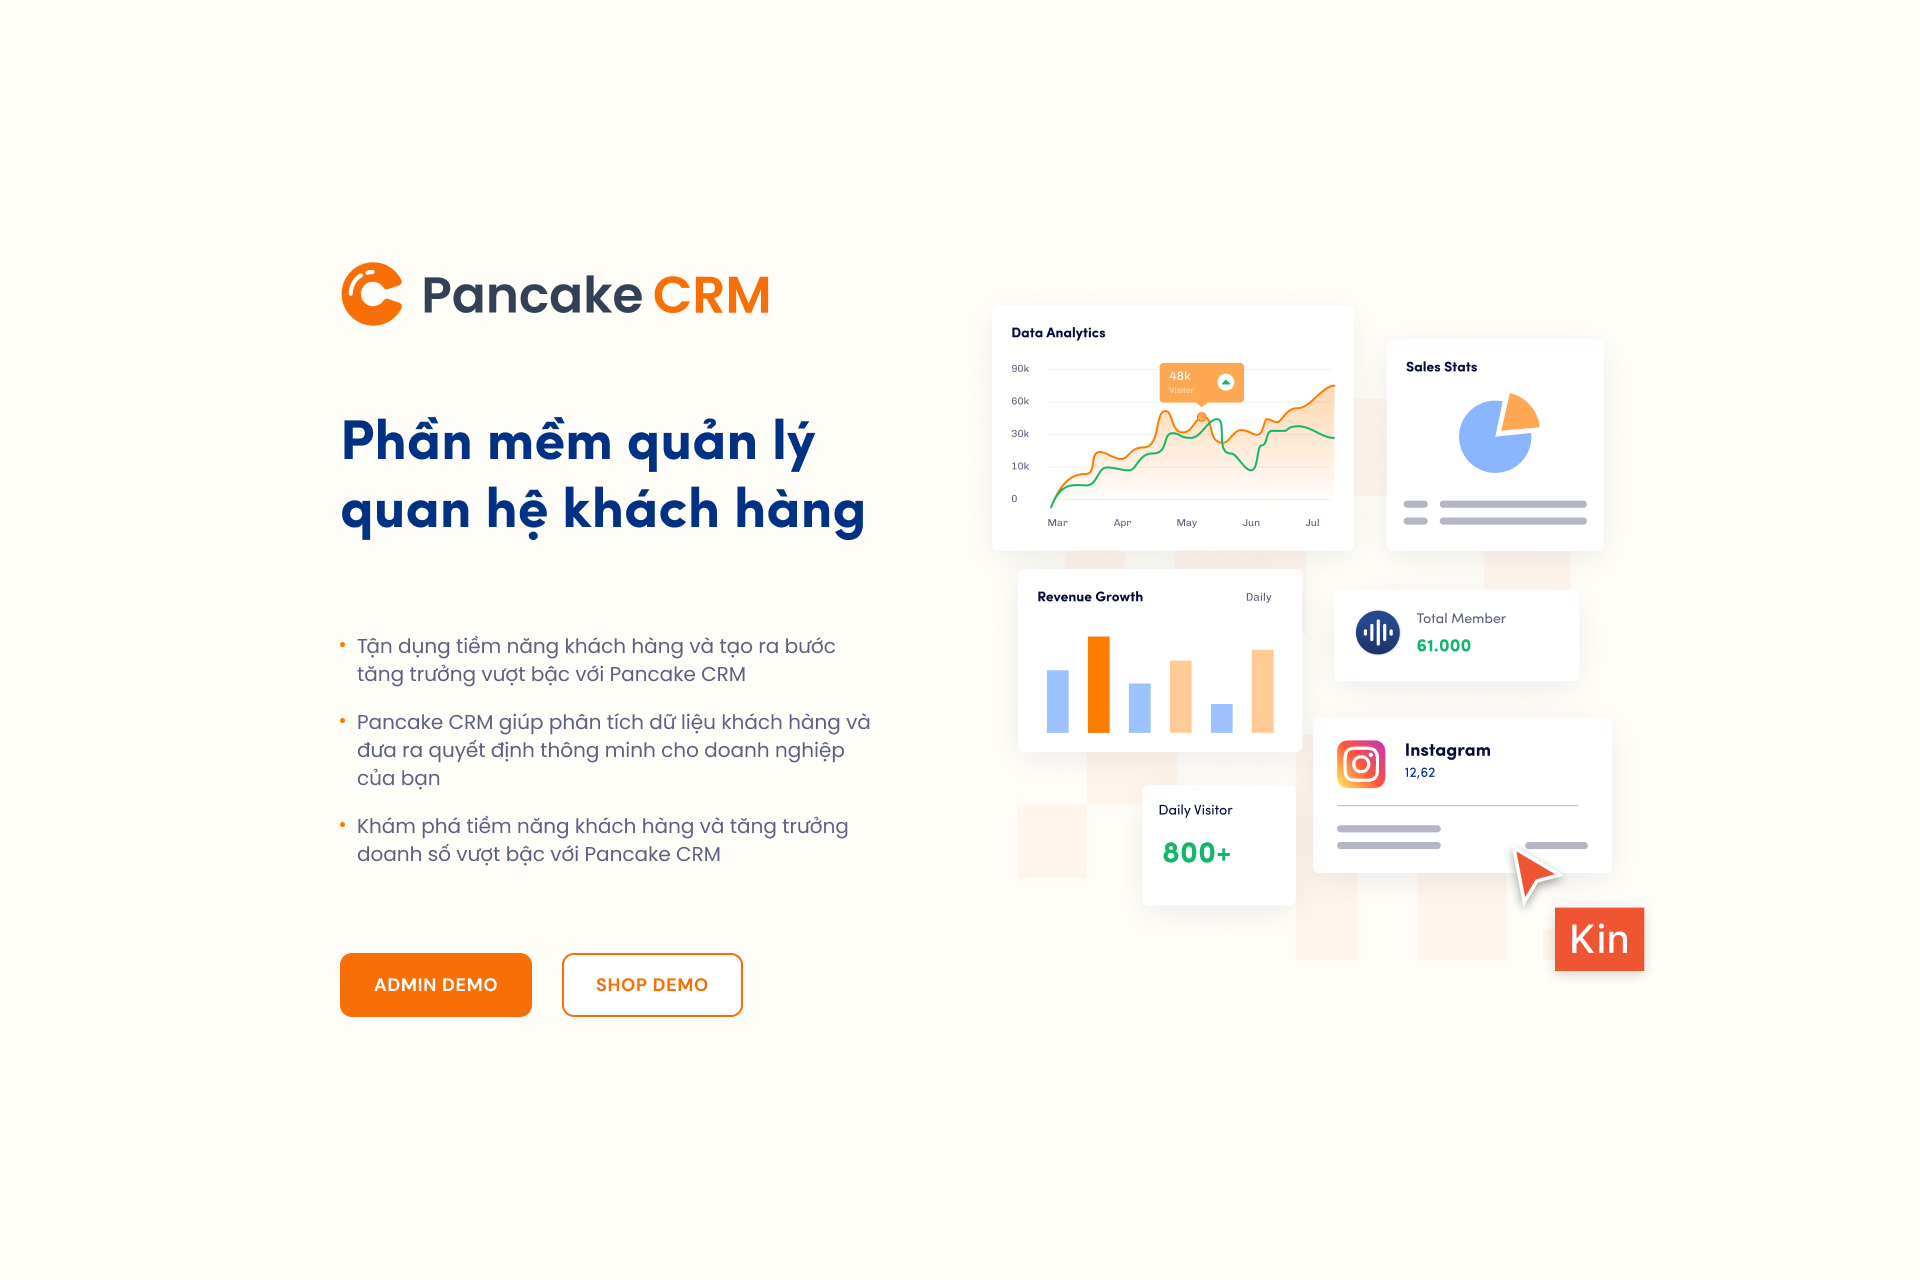 Pancake CRM
Phần mềm quản lý
quan hệ khách hàng
Tận dụng tiềm năng khách hàng và tạo ra bước
tăng trưởng vượt bậc với Pancake CRM
Pancake CRM giúp phân tích dữ liệu khách hàng và
đưa ra quyết định thông minh cho doanh nghiệp
của bạn
Khám phá tiềm năng khách hàng và tăng trưởng
doanh số vượt bậc với Pancake CRM
ADMIN DEMO
SHOP DEMO
Data Analytics
90k
60k
30k
10k
0
48k
Visitor
Mar Apr May Jun Jul
Sales Stats
Revenue Growth
Daily
Total Member
61.000
Instagram
12,62
Daily Visitor
800+
Kin